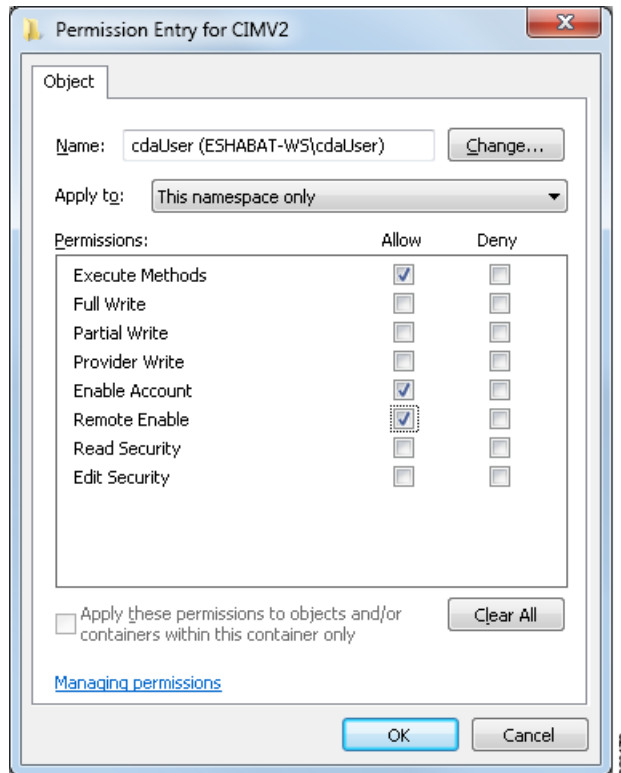 Permission Entry for CIMV2
Object
Name: cdaUser (ESHABAT-WS\cdaUser) Change...
Apply to: This namespace only
Permissions: Allow Deny
Execute Methods
Full Write
Partial Write
Provider Write
Enable Account
Remote Enable
Read Security
Edit Security
Apply these permissions to objects and/or
containers within this container only
Clear All
Managing permissions
OK Cancel